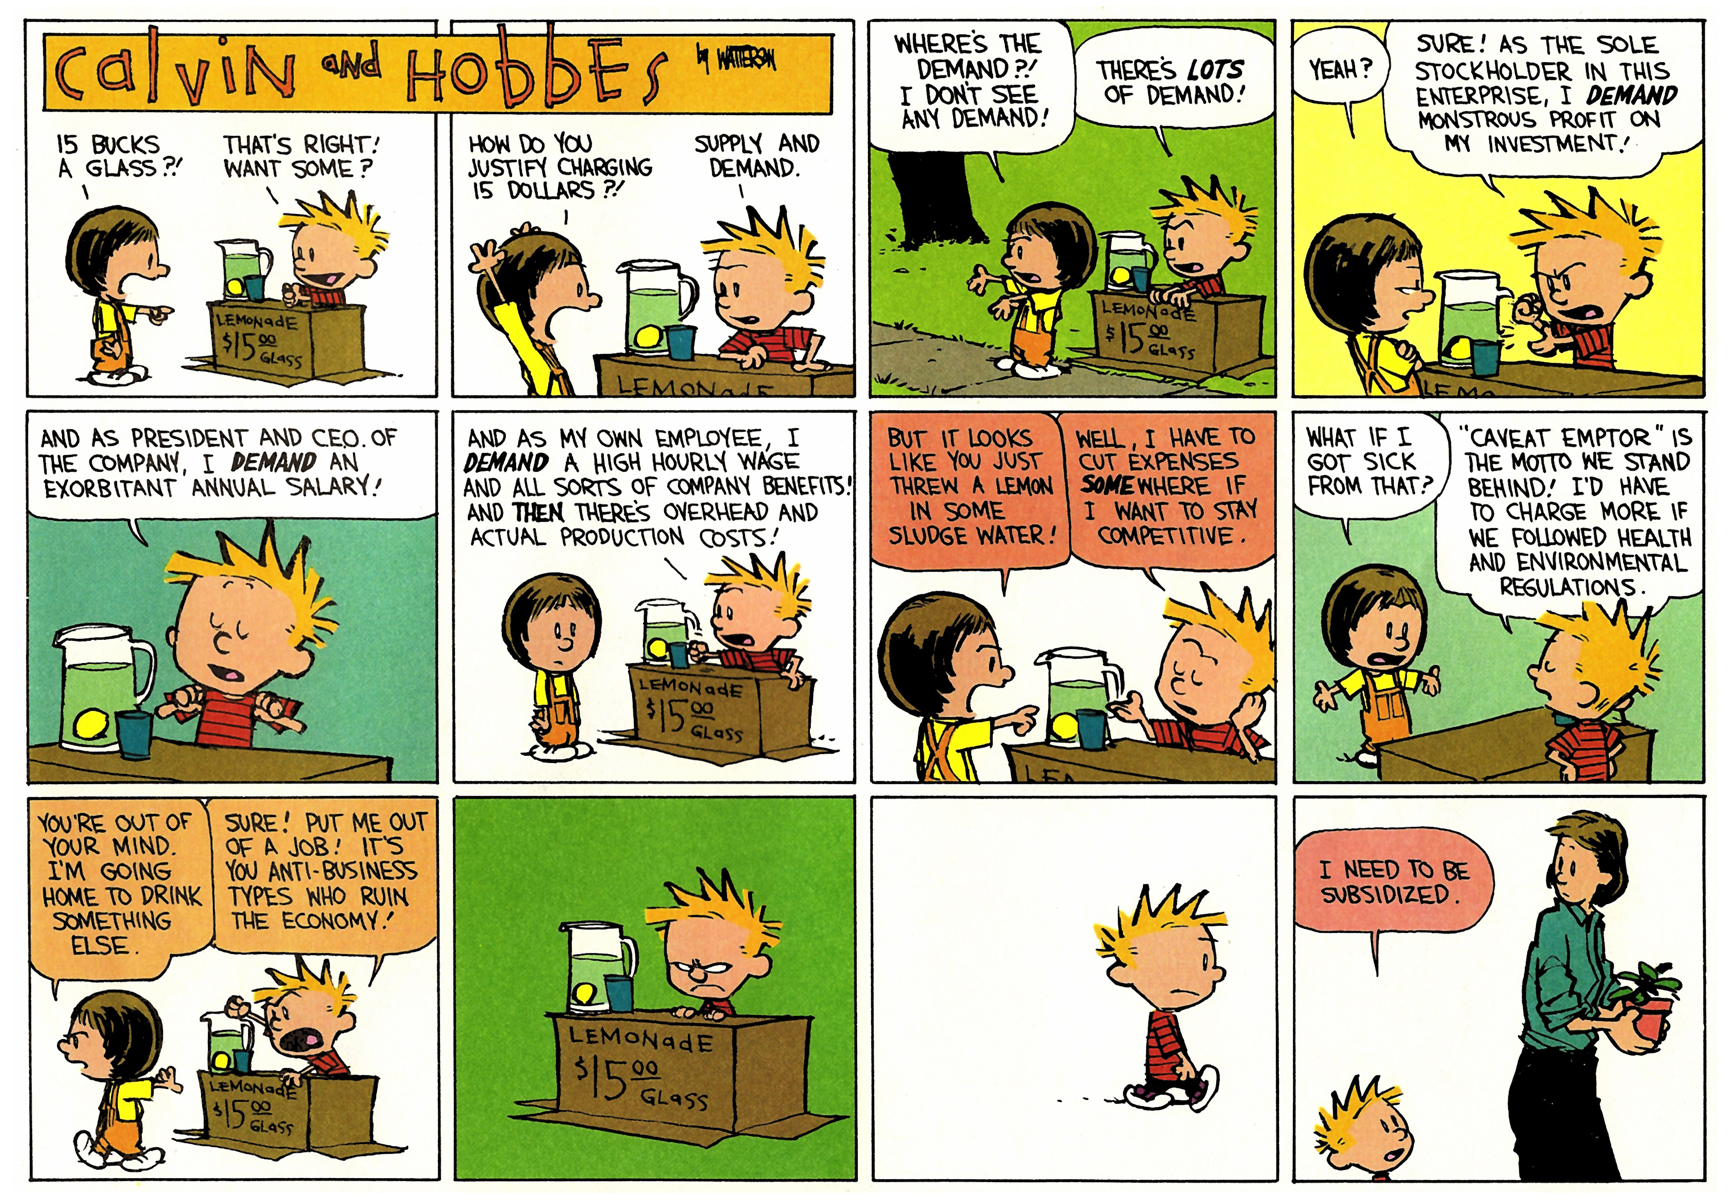 Calvin and Hobbes by WATTERSON
15 BUCKS
A GLASS?!
THAT'S RIGHT!
WANT SOME?
LEMONadE
$15.00
GLaSS
HOW DO YOU
JUSTIFY CHARGING
15 DOLLARS?!
SUPPLY AND
DEMAND.
LEMONadE
WHERE'S THE
DEMAND?!
I DON'T SEE
ANY DEMAND!
THERE'S LOTS
OF DEMAND!
LEMONadE
$15.00
GLaSS
YEAH?
SURE! AS THE SOLE
STOCKHOLDER IN THIS
ENTERPRISE, I DEMAND
MONSTROUS PROFIT ON
MY INVESTMENT!
LEMO
AND AS PRESIDENT AND C.E.O. OF
THE COMPANY, I DEMAND AN
EXORBITANT ANNUAL SALARY!
AND AS MY OWN EMPLOYEE, I
DEMAND A HIGH HOURLY WAGE
AND ALL SORTS OF COMPANY BENEFITS!
AND THEN THERE'S OVERHEAD AND
ACTUAL PRODUCTION COSTS!
LEMONadE
$15.00
GLaSS
BUT IT LOOKS
LIKE YOU JUST
THREW A LEMON
IN SOME
SLUDGE WATER!
WELL, I HAVE TO
CUT EXPENSES
SOMEWHERE IF
I WANT TO STAY
COMPETITIVE.
LEM
WHAT IF I
GOT SICK
FROM THAT?
"CAVEAT EMPTOR" IS
THE MOTTO WE STAND
BEHIND! I'D HAVE
TO CHARGE MORE IF
WE FOLLOWED HEALTH
AND ENVIRONMENTAL
REGULATIONS.
YOU'RE OUT OF
YOUR MIND.
I'M GOING
HOME TO DRINK
SOMETHING
ELSE.
SURE! PUT ME OUT
OF A JOB! IT'S
YOU ANTI-BUSINESS
TYPES WHO RUIN
THE ECONOMY!
LEMONadE
$15.00
GLaSS
LEMONadE
$15.00
GLaSS
I NEED TO BE
SUBSIDIZED.